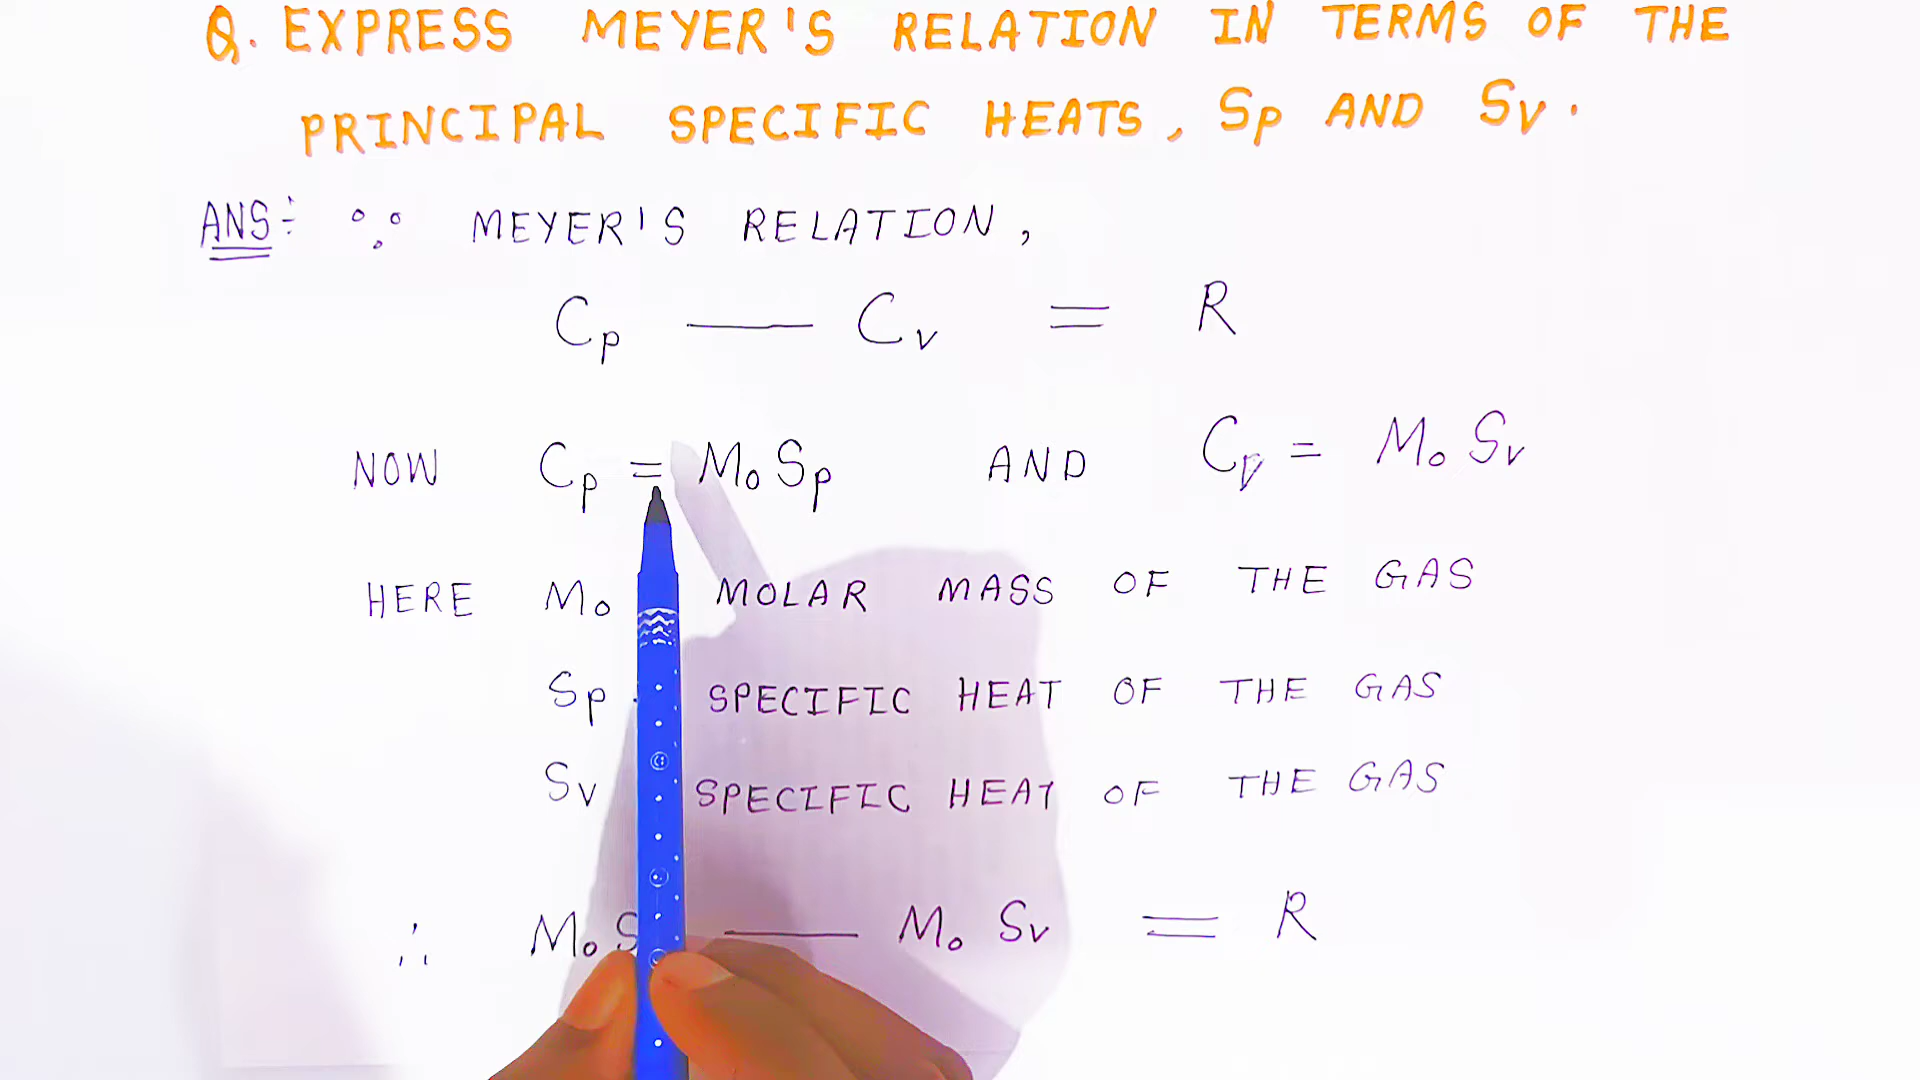 Q. EXPRESS MEYER'S RELATION IN TERMS OF THE
PRINCIPAL SPECIFIC HEATS, Sp AND Sv.
ANS:- ∵ MEYER'S RELATION,
Cp — Cv = R
NOW Cp = Mo Sp AND Cv = Mo Sv
HERE Mo MOLAR MASS OF THE GAS
Sp SPECIFIC HEAT OF THE GAS
Sv SPECIFIC HEAT OF THE GAS
∴ Mo S — Mo Sv = R